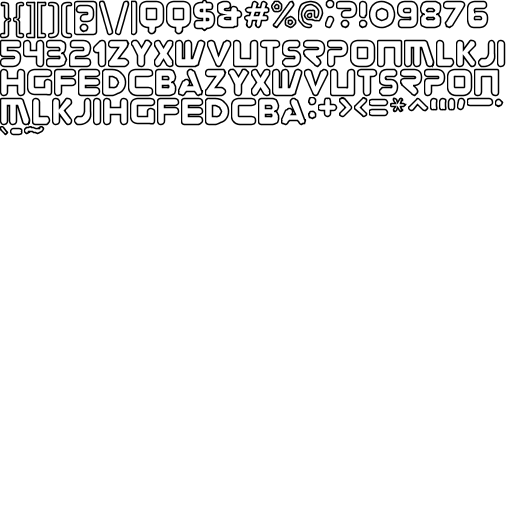 }{][)(?\/|QQ$&#%@;?!09876
54321ZYXWVUTSRPONMLKJI
HGFEDCBAZYXWVUTSRPON
MLKJIHGFEDCBA:+><=*^""'_.
`-~